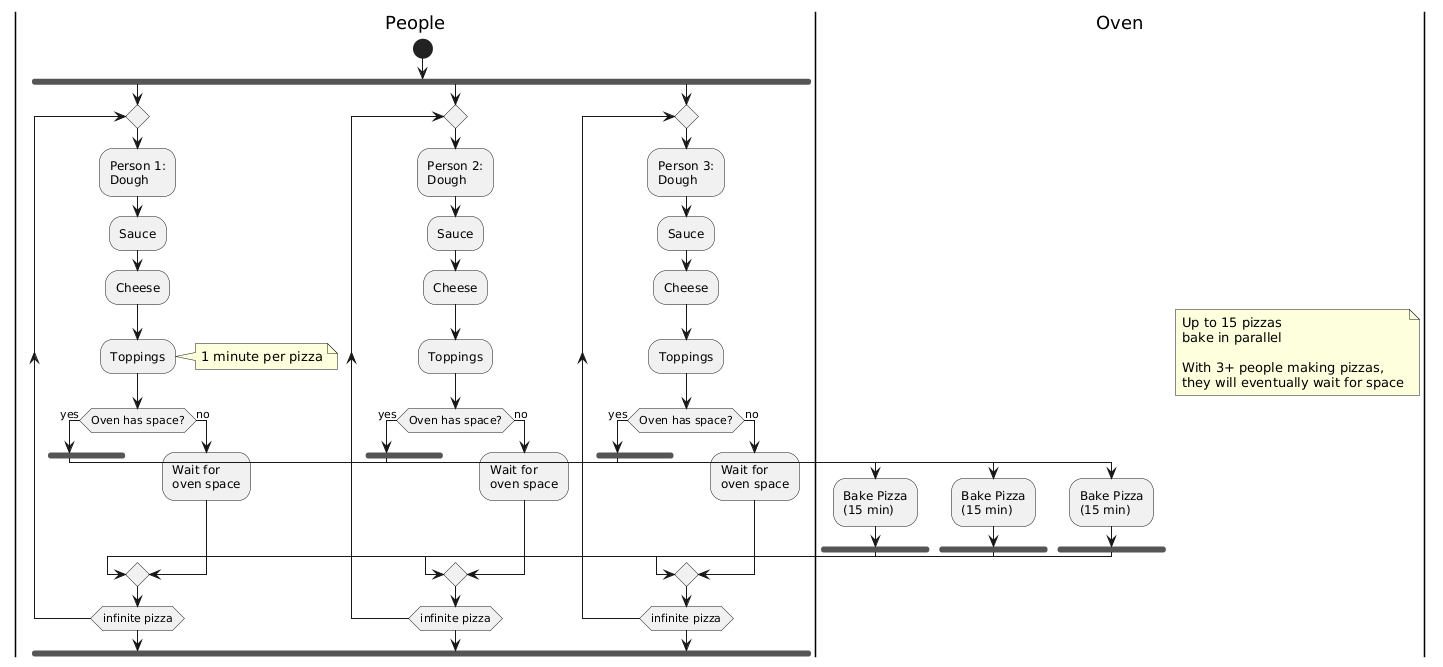 People
Oven
Person 1:
Dough
Sauce
Cheese
Toppings
1 minute per pizza
Oven has space?
yes
no
Wait for
oven space
infinite pizza
Person 2:
Dough
Sauce
Cheese
Toppings
Oven has space?
yes
no
Wait for
oven space
infinite pizza
Person 3:
Dough
Sauce
Cheese
Toppings
Oven has space?
yes
no
Wait for
oven space
infinite pizza
Bake Pizza
(15 min)
Bake Pizza
(15 min)
Bake Pizza
(15 min)
Up to 15 pizzas
bake in parallel
With 3+ people making pizzas,
they will eventually wait for space